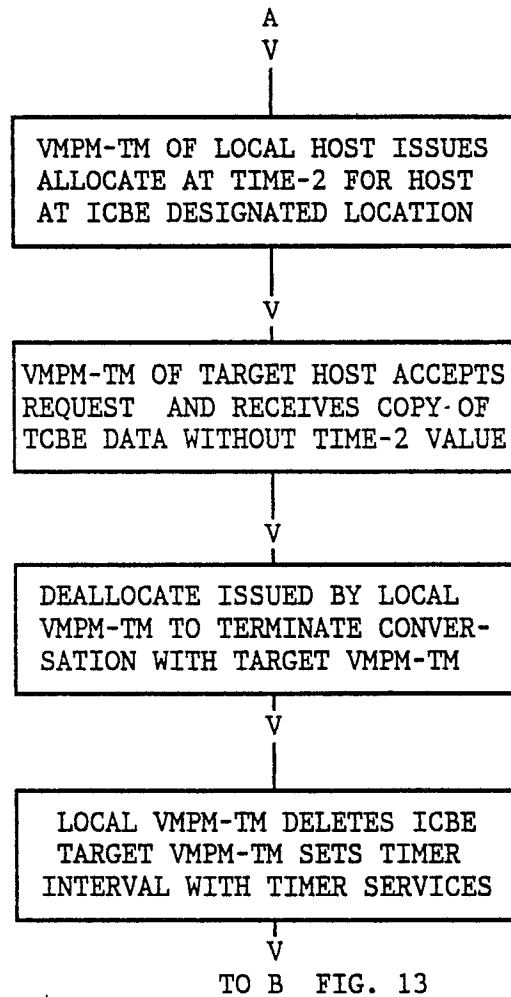 A
V
VMPM-TM OF LOCAL HOST ISSUES
ALLOCATE AT TIME-2 FOR HOST
AT ICBE DESIGNATED LOCATION
V
VMPM-TM OF TARGET HOST ACCEPTS
REQUEST AND RECEIVES COPY OF
TCBE DATA WITHOUT TIME-2 VALUE
V
DEALLOCATE ISSUED BY LOCAL
VMPM-TM TO TERMINATE CONVER-
SATION WITH TARGET VMPM-TM
V
LOCAL VMPM-TM DELETES ICBE
TARGET VMPM-TM SETS TIMER
INTERVAL WITH TIMER SERVICES
V
TO B FIG. 13